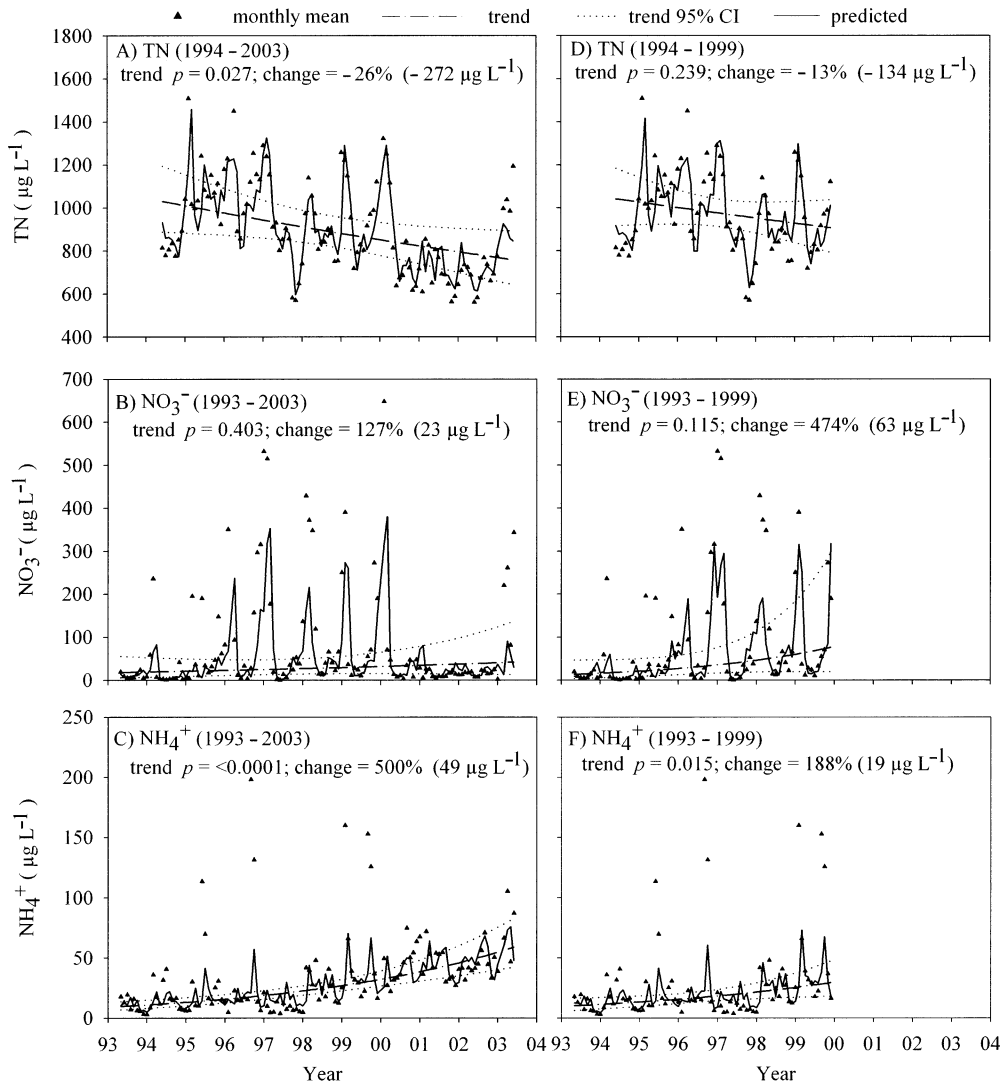 monthly mean trend trend 95% CI predicted
A) TN (1994 – 2003)
trend p = 0.027; change = – 26% (– 272 µg L⁻¹)
D) TN (1994 – 1999)
trend p = 0.239; change = – 13% (– 134 µg L⁻¹)
TN ( µg L⁻¹)
1800
1600
1400
1200
1000
800
600
400
B) NO₃⁻ (1993 – 2003)
trend p = 0.403; change = 127% (23 µg L⁻¹)
E) NO₃⁻ (1993 – 1999)
trend p = 0.115; change = 474% (63 µg L⁻¹)
NO₃⁻ ( µg L⁻¹)
700
600
500
400
300
200
100
0
C) NH₄⁺ (1993 – 2003)
trend p = <0.0001; change = 500% (49 µg L⁻¹)
F) NH₄⁺ (1993 – 1999)
trend p = 0.015; change = 188% (19 µg L⁻¹)
NH₄⁺ ( µg L⁻¹)
250
200
150
100
50
0
93 94 95 96 97 98 99 00 01 02 03 04 93 94 95 96 97 98 99 00 01 02 03 04
Year Year